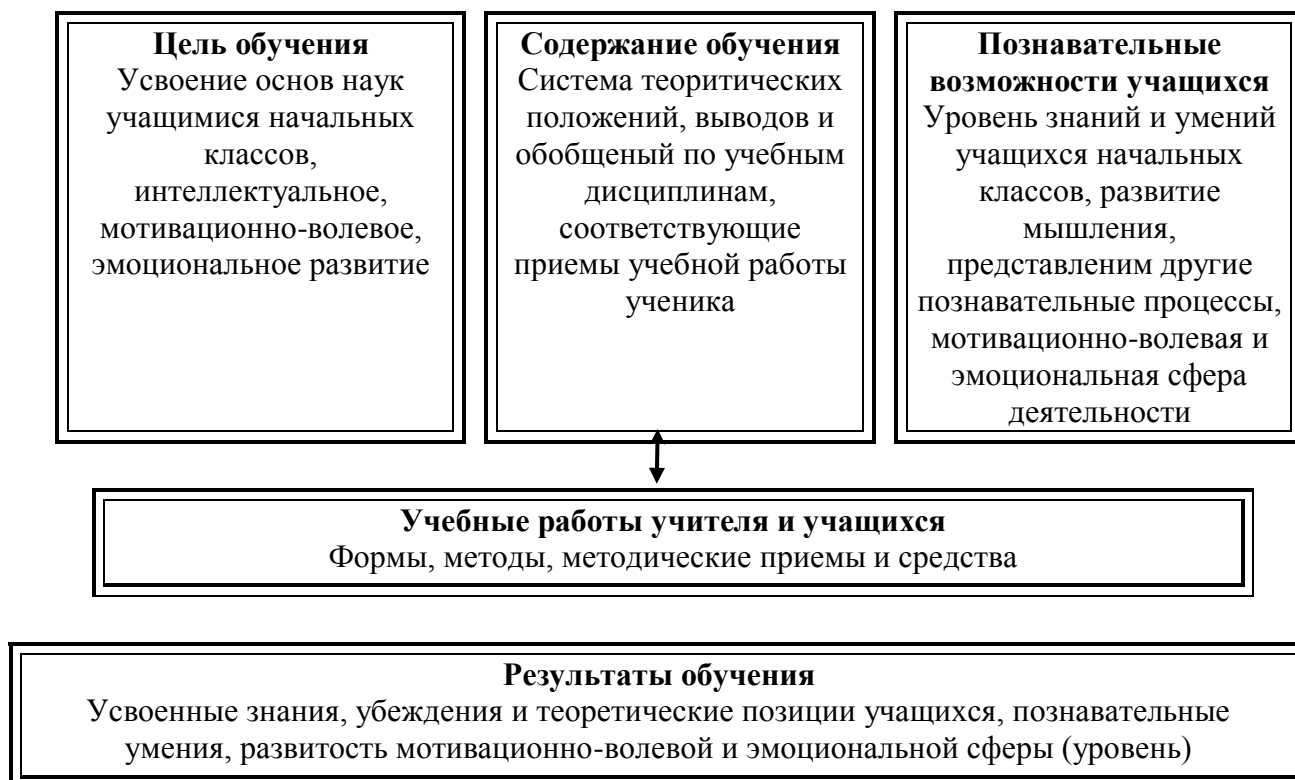 Цель обучения
Усвоение основ наук
учащимися начальных
классов,
интеллектуальное,
мотивационно-волевое,
эмоциональное развитие
Содержание обучения
Система теоритических
положений, выводов и
обобщеный по учебным
дисциплинам,
соответствующие
приемы учебной работы
ученика
Познавательные
возможности учащихся
Уровень знаний и умений
учащихся начальных
классов, развитие
мышления,
представленим другие
познавательные процессы,
мотивационно-волевая и
эмоциональная сфера
деятельности
Учебные работы учителя и учащихся
Формы, методы, методические приемы и средства
Результаты обучения
Усвоенные знания, убеждения и теоретические позиции учащихся, познавательные
умения, развитость мотивационно-волевой и эмоциональной сферы (уровень)